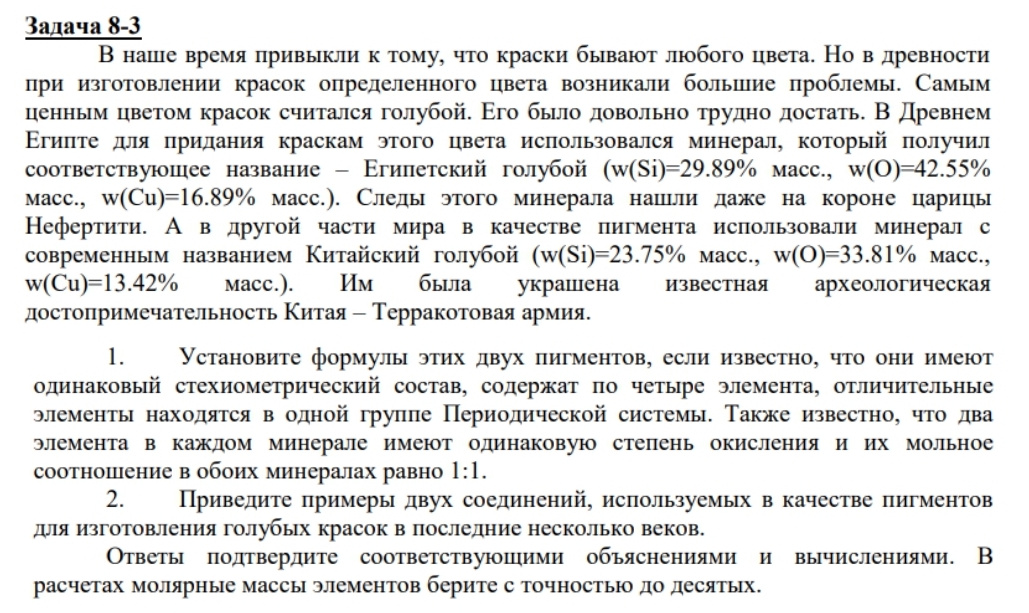 Задача 8-3
В наше время привыкли к тому, что краски бывают любого цвета. Но в древности
при изготовлении красок определенного цвета возникали большие проблемы. Самым
ценным цветом красок считался голубой. Его было довольно трудно достать. В Древнем
Египте для придания краскам этого цвета использовался минерал, который получил
соответствующее название – Египетский голубой (w(Si)=29.89% масс., w(O)=42.55%
масс., w(Cu)=16.89% масс.). Следы этого минерала нашли даже на короне царицы
Нефертити. А в другой части мира в качестве пигмента использовали минерал с
современным названием Китайский голубой (w(Si)=23.75% масс., w(O)=33.81% масс.,
w(Cu)=13.42% масс.). Им была украшена известная археологическая
достопримечательность Китая – Терракотовая армия.
1. Установите формулы этих двух пигментов, если известно, что они имеют
одинаковый стехиометрический состав, содержат по четыре элемента, отличительные
элементы находятся в одной группе Периодической системы. Также известно, что два
элемента в каждом минерале имеют одинаковую степень окисления и их мольное
соотношение в обоих минералах равно 1:1.
2. Приведите примеры двух соединений, используемых в качестве пигментов
для изготовления голубых красок в последние несколько веков.
Ответы подтвердите соответствующими объяснениями и вычислениями. В
расчетах молярные массы элементов берите с точностью до десятых.